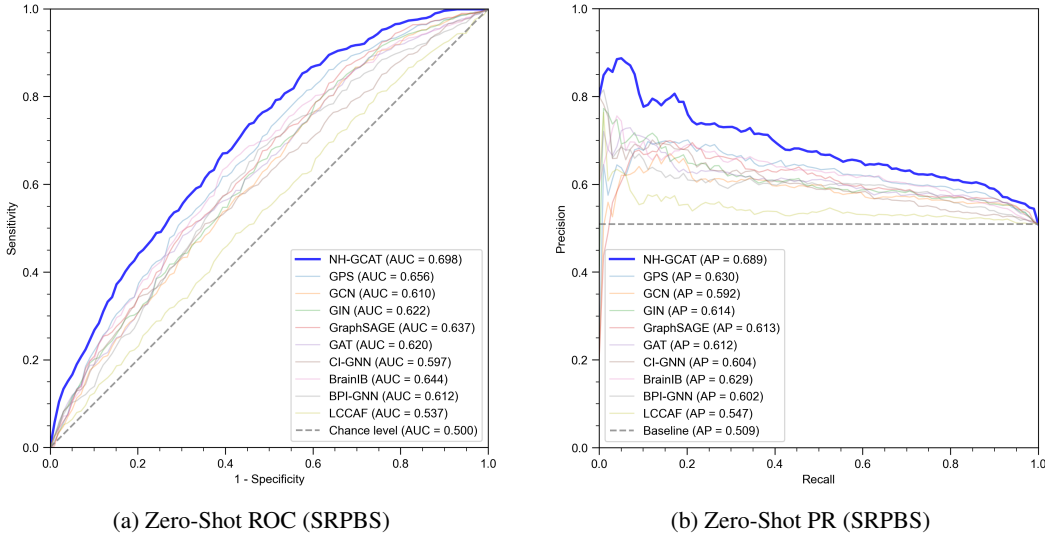 1.0
0.8
0.6
0.4
0.2
0.0
Sensitivity
0.0 0.2 0.4 0.6 0.8 1.0
1 - Specificity
NH-GCAT (AUC = 0.698)
GPS (AUC = 0.656)
GCN (AUC = 0.610)
GIN (AUC = 0.622)
GraphSAGE (AUC = 0.637)
GAT (AUC = 0.620)
CI-GNN (AUC = 0.597)
BrainIB (AUC = 0.644)
BPI-GNN (AUC = 0.612)
LCCAF (AUC = 0.537)
Chance level (AUC = 0.500)
(a) Zero-Shot ROC (SRPBS)
1.0
0.8
0.6
0.4
0.2
0.0
Precision
0.0 0.2 0.4 0.6 0.8 1.0
Recall
NH-GCAT (AP = 0.689)
GPS (AP = 0.630)
GCN (AP = 0.592)
GIN (AP = 0.614)
GraphSAGE (AP = 0.613)
GAT (AP = 0.612)
CI-GNN (AP = 0.604)
BrainIB (AP = 0.629)
BPI-GNN (AP = 0.602)
LCCAF (AP = 0.547)
Baseline (AP = 0.509)
(b) Zero-Shot PR (SRPBS)